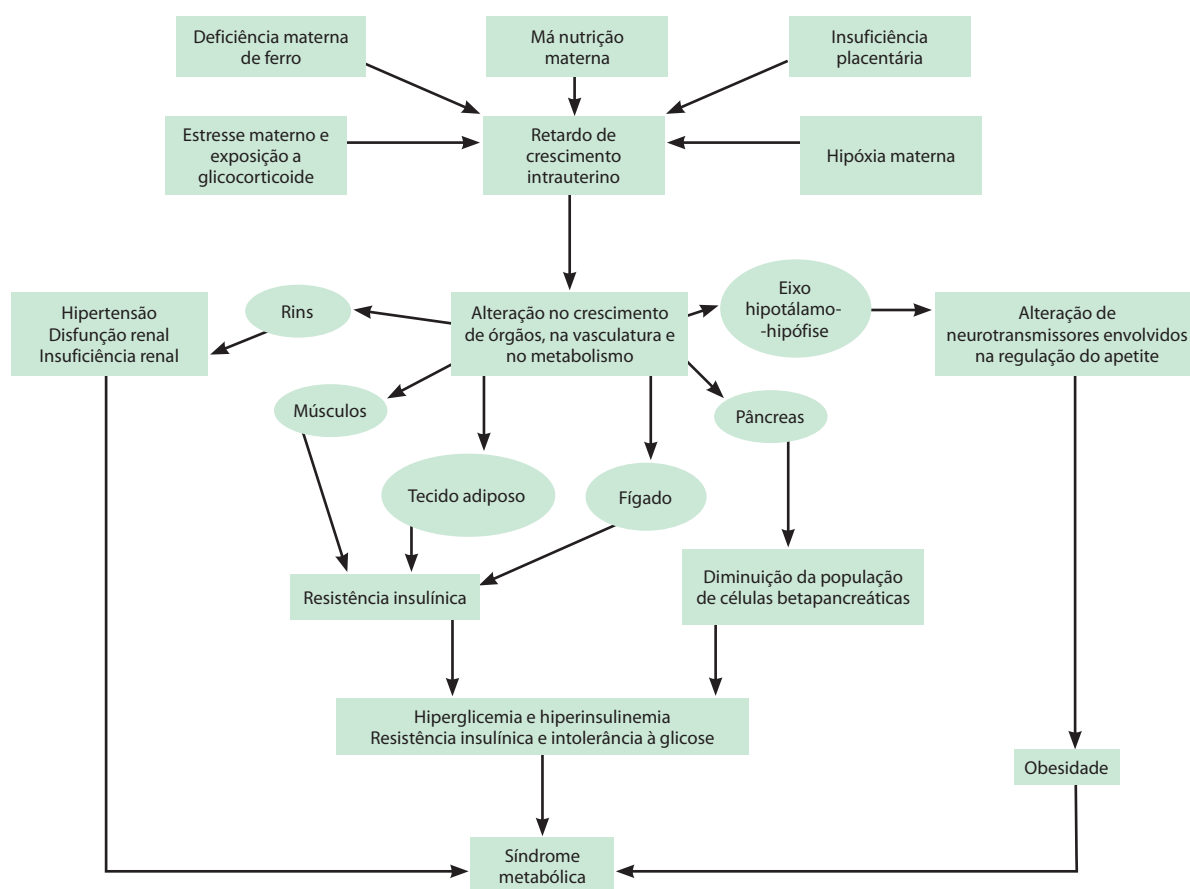 Deficiência materna
de ferro
Má nutrição
materna
Insuficiência
placentária
Estresse materno e
exposição a
glicocorticoide
Retardo de
crescimento
intrauterino
Hipóxia materna
Hipertensão
Disfunção renal
Insuficiência renal
Rins
Alteração no crescimento
de órgãos, na vasculatura e
no metabolismo
Eixo
hipotálamo-
-hipófise
Alteração de
neurotransmissores envolvidos
na regulação do apetite
Músculos
Tecido adiposo
Fígado
Pâncreas
Resistência insulínica
Diminuição da população
de células betapancreáticas
Hiperglicemia e hiperinsulinemia
Resistência insulínica e intolerância à glicose
Obesidade
Síndrome
metabólica